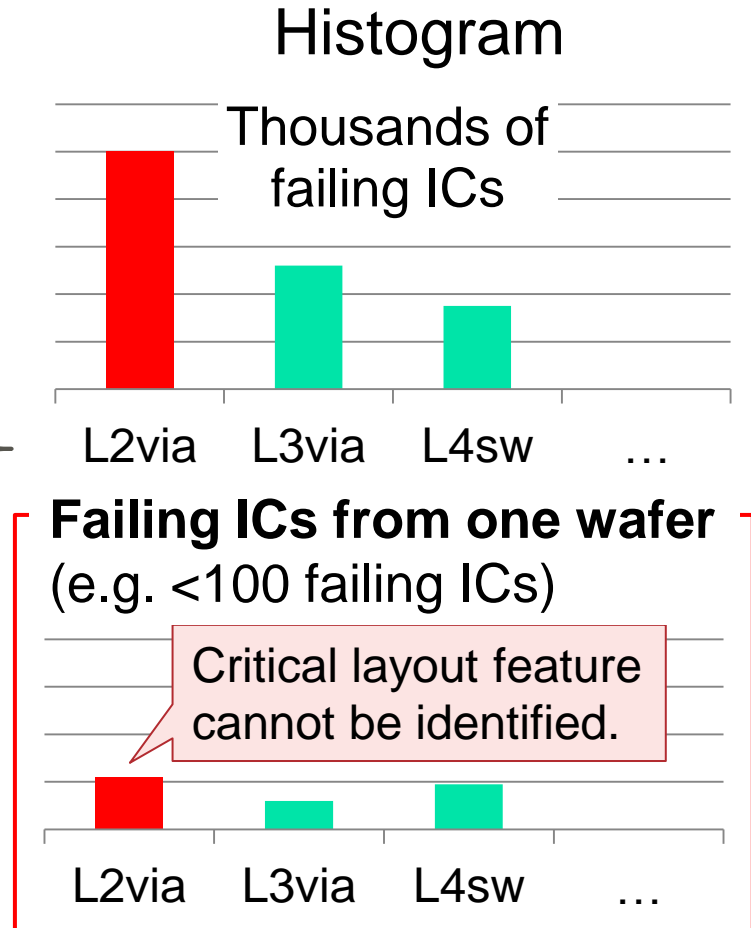 Histogram
Thousands of
failing ICs
L2via L3via L4sw …
Failing ICs from one wafer
(e.g. <100 failing ICs)
Critical layout feature
cannot be identified.
L2via L3via L4sw …